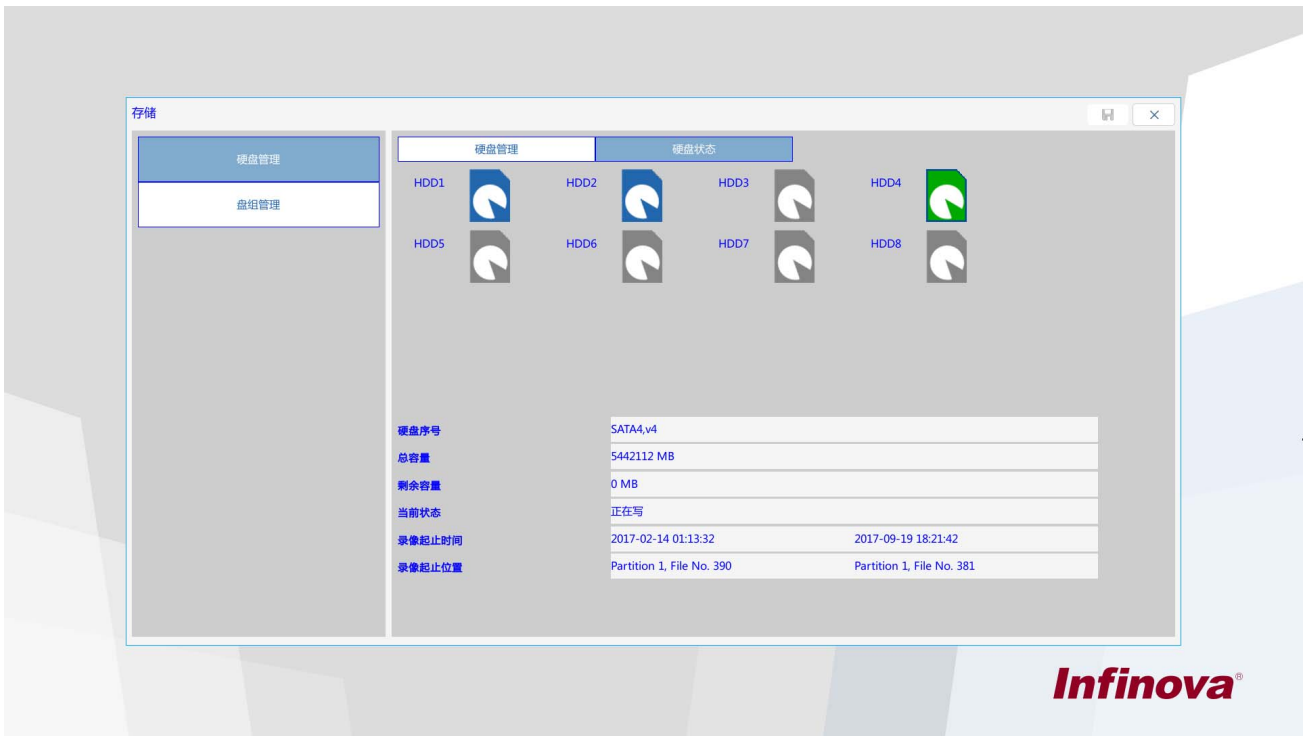 存储
硬盘管理
盘组管理
硬盘管理 硬盘状态
HDD1 HDD2 HDD3 HDD4
HDD5 HDD6 HDD7 HDD8
硬盘序号 SATA4,v4
总容量 5442112 MB
剩余容量 0 MB
当前状态 正在写
录像起止时间 2017-02-14 01:13:32 2017-09-19 18:21:42
录像起止位置 Partition 1, File No. 390 Partition 1, File No. 381
Infinova®